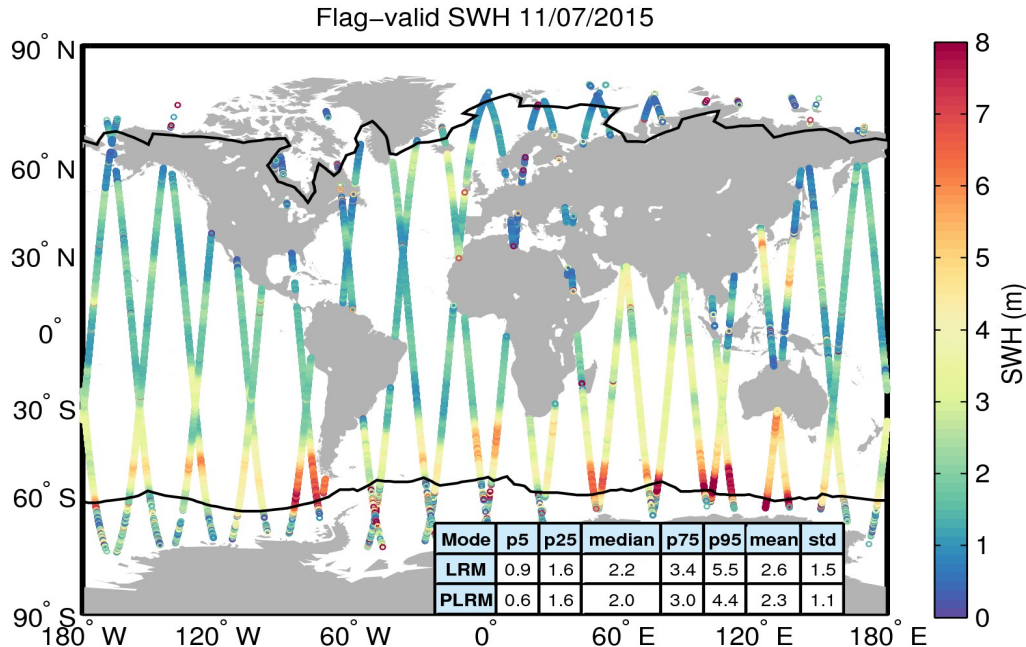 Flag−valid SWH 11/07/2015
90° N
60° N
30° N
0°
30° S
60° S
90° S
180° W
120° W
60° W
0°
60° E
120° E
180° E
Mode p5 p25 median p75 p95 mean std
LRM 0.9 1.6 2.2 3.4 5.5 2.6 1.5
PLRM 0.6 1.6 2.0 3.0 4.4 2.3 1.1
8
7
6
5
4
3
2
1
0
SWH (m)